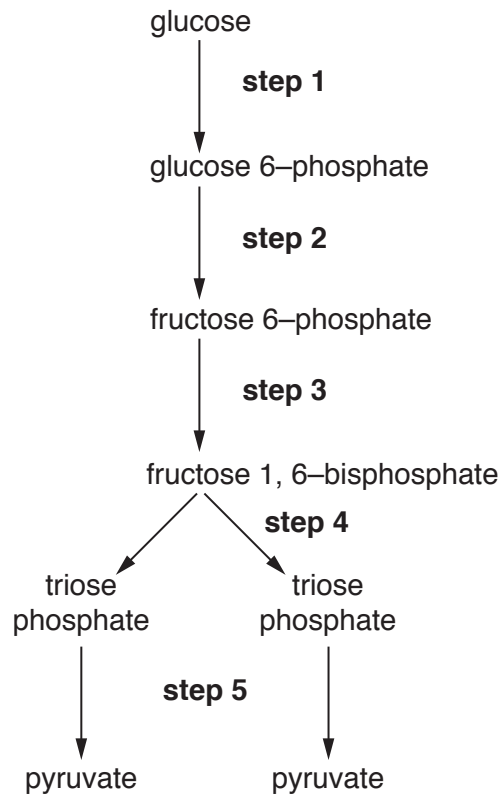 glucose
step 1
glucose 6–phosphate
step 2
fructose 6–phosphate
step 3
fructose 1, 6–bisphosphate
step 4
triose
phosphate
triose
phosphate
step 5
pyruvate
pyruvate